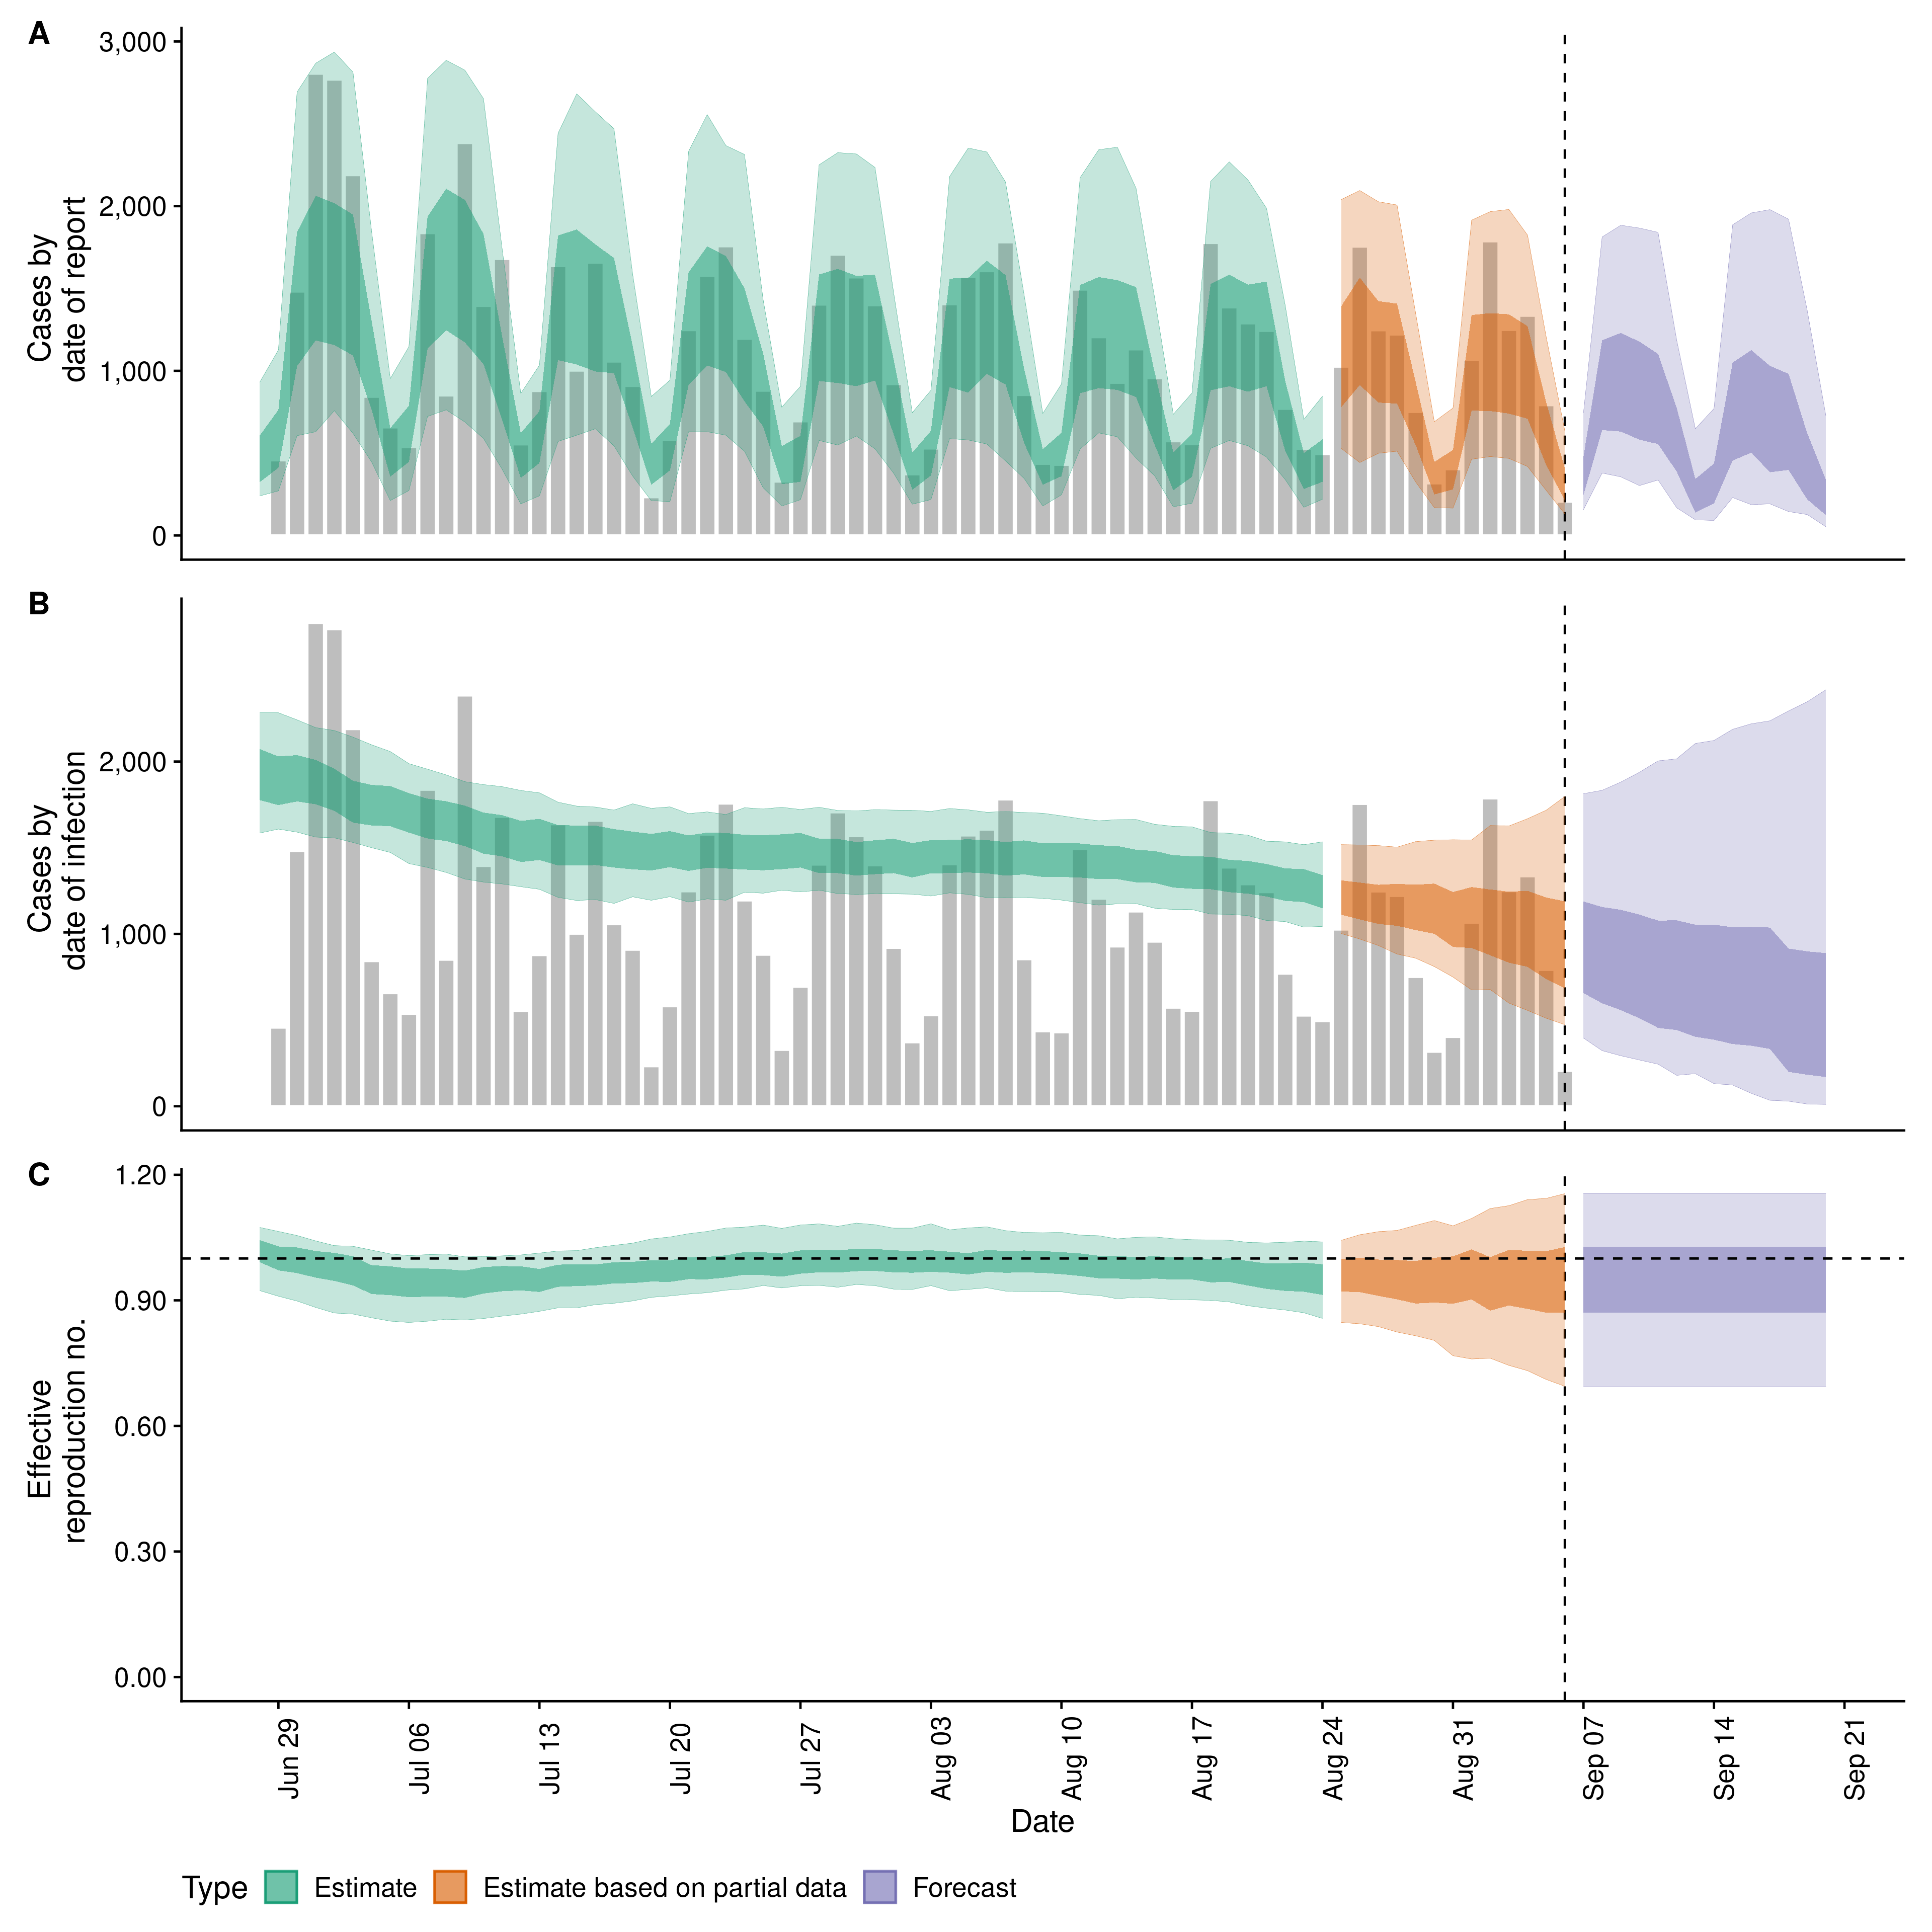 A
3,000
2,000
1,000
0
Cases by
date of report
B
2,000
1,000
0
Cases by
date of infection
C
1.20
0.90
0.60
0.30
0.00
Effective
reproduction no.
Jun 29
Jul 06
Jul 13
Jul 20
Jul 27
Aug 03
Aug 10
Aug 17
Aug 24
Aug 31
Sep 07
Sep 14
Sep 21
Date
Type Estimate Estimate based on partial data Forecast